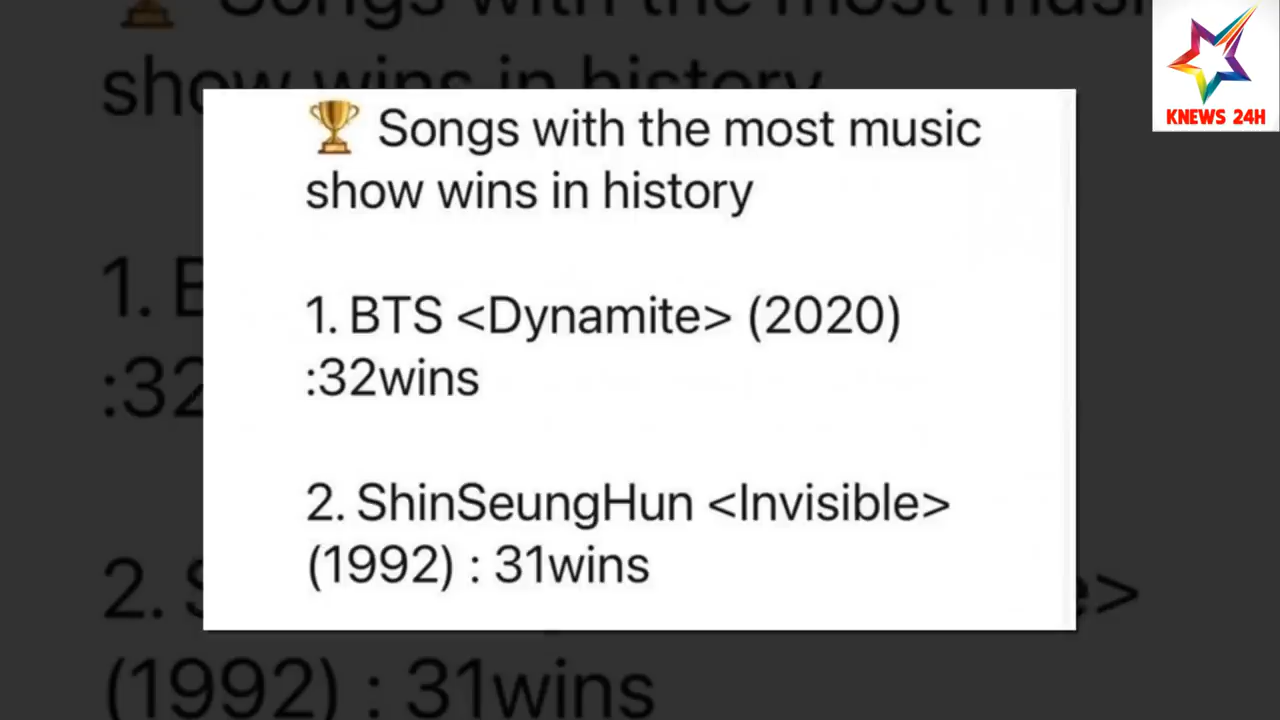 🏆 Songs with the most music
show wins in history
1. BTS <Dynamite> (2020)
:32wins
2. ShinSeungHun <Invisible>
(1992) : 31wins
KNEWS 24H